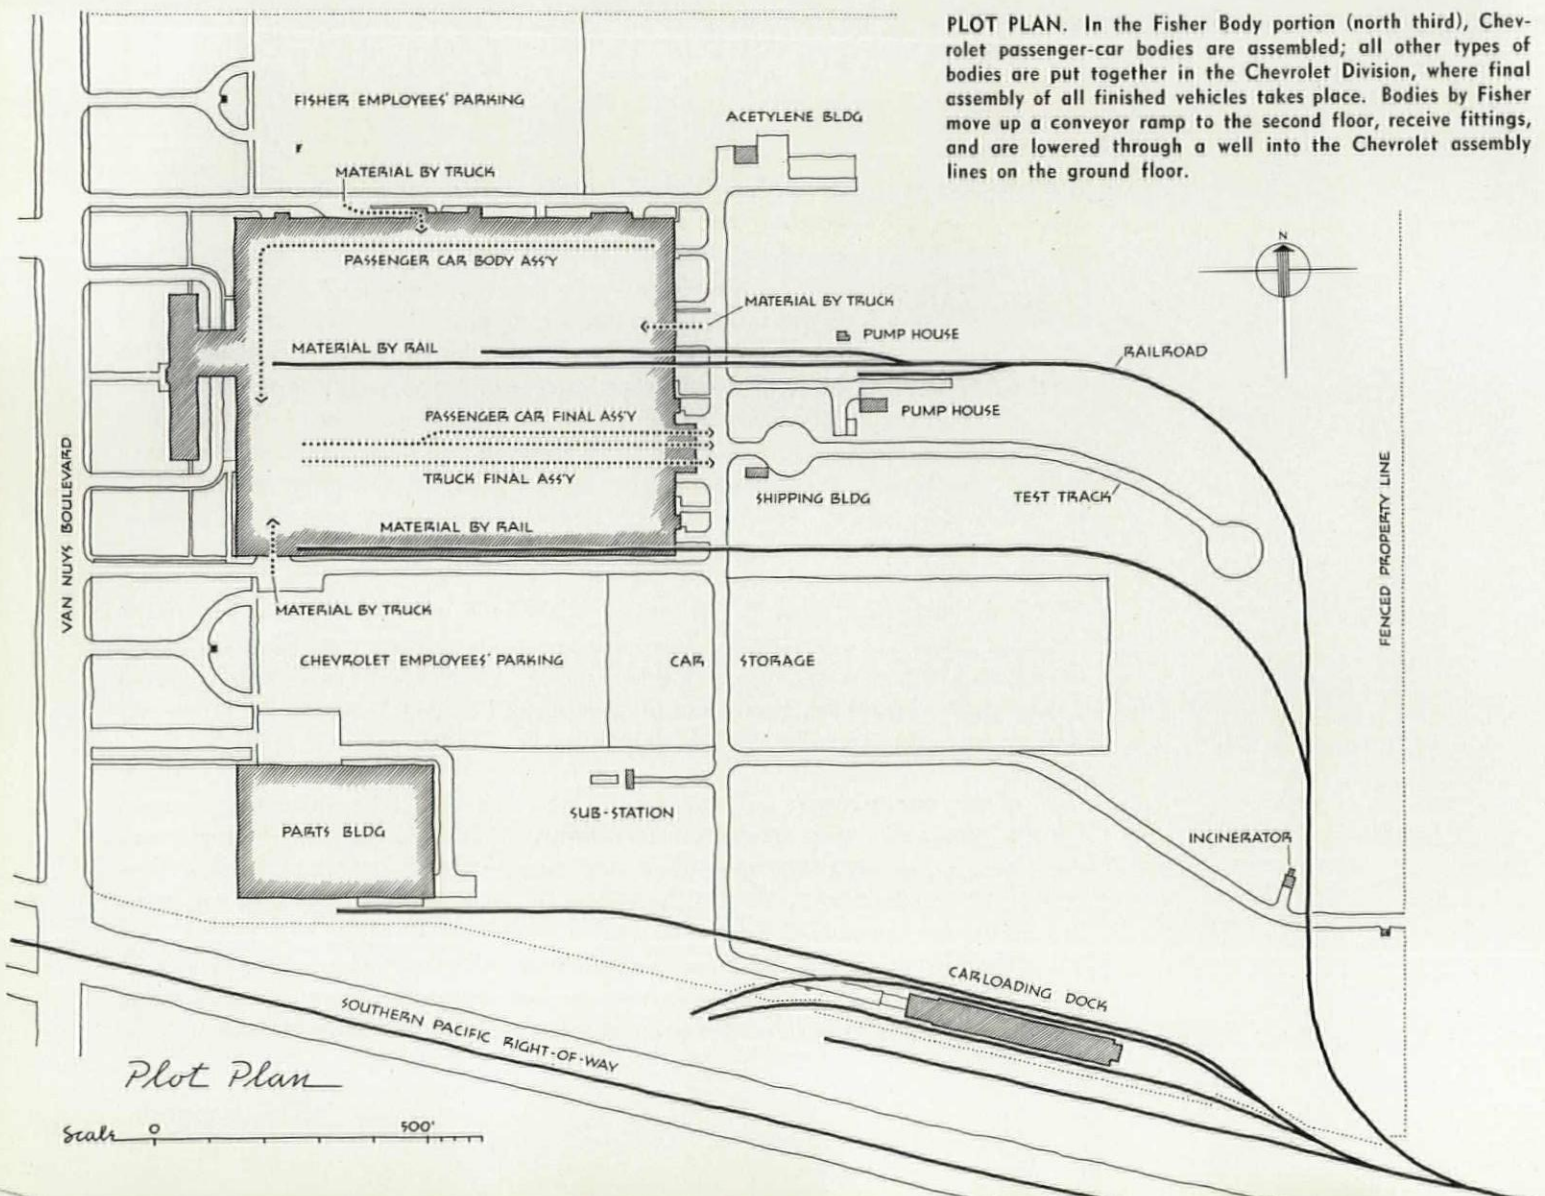 PLOT PLAN. In the Fisher Body portion (north third), Chev-
rolet passenger-car bodies are assembled; all other types of
bodies are put together in the Chevrolet Division, where final
assembly of all finished vehicles takes place. Bodies by Fisher
move up a conveyor ramp to the second floor, receive fittings,
and are lowered through a well into the Chevrolet assembly
lines on the ground floor.
FISHER EMPLOYEES' PARKING
ACETYLENE BLDG
MATERIAL BY TRUCK
N
PASSENGER CAR BODY ASS'Y
MATERIAL BY TRUCK
PUMP HOUSE
MATERIAL BY RAIL
RAILROAD
PUMP HOUSE
PASSENGER CAR FINAL ASS'Y
TRUCK FINAL ASS'Y
SHIPPING BLDG
TEST TRACK
MATERIAL BY RAIL
VAN NUYS BOULEVARD
FENCED PROPERTY LINE
MATERIAL BY TRUCK
CHEVROLET EMPLOYEES' PARKING
CAR STORAGE
SUB-STATION
PARTS BLDG
INCINERATOR
CARLOADING DOCK
SOUTHERN PACIFIC RIGHT-OF-WAY
Plot Plan
Scale 0 500'